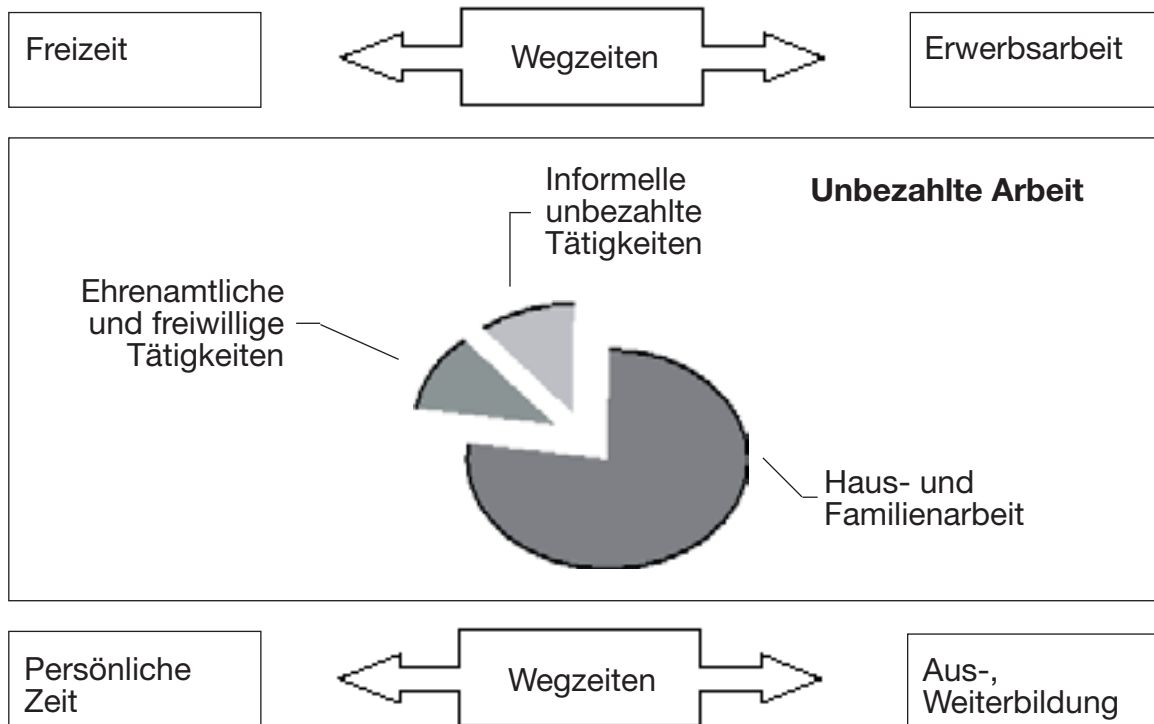 Freizeit
Wegzeiten
Erwerbsarbeit
Unbezahlte Arbeit
Informelle
unbezahlte
Tätigkeiten
Ehrenamtliche
und freiwillige
Tätigkeiten
Haus- und
Familienarbeit
Persönliche
Zeit
Wegzeiten
Aus-,
Weiterbildung